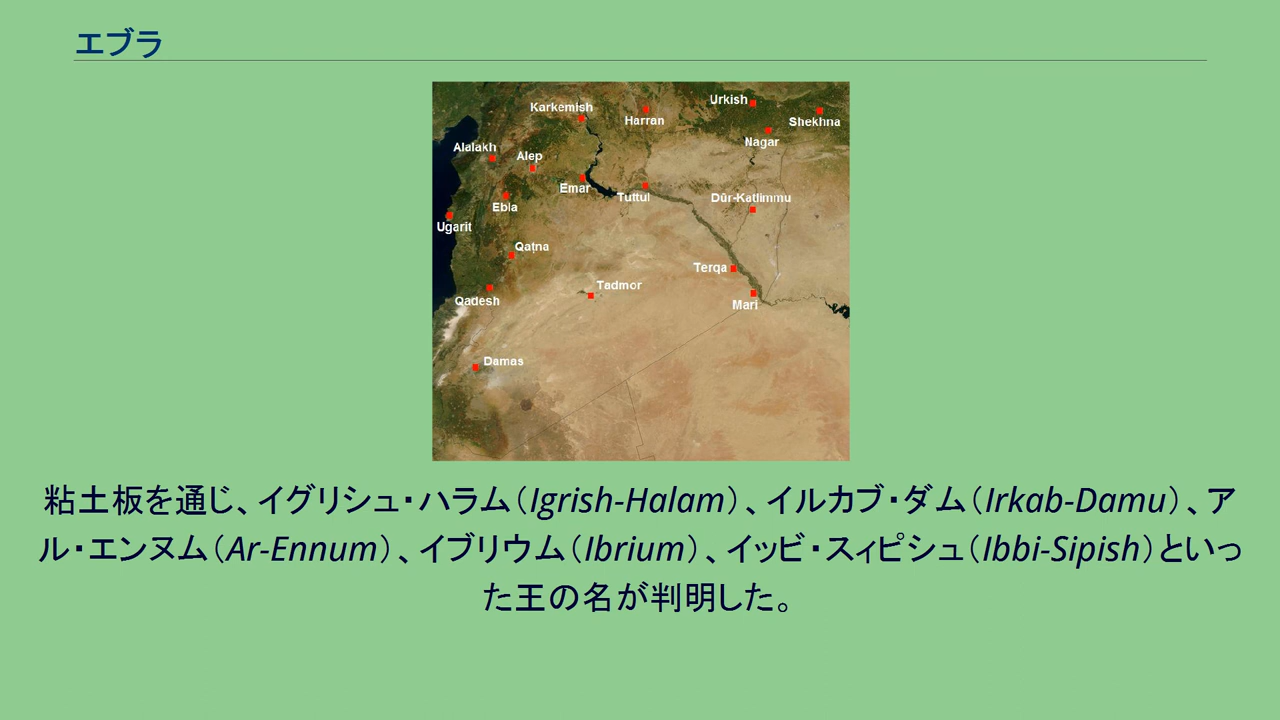 エブラ
Karkemish
Harran
Urkish
Shekhna
Nagar
Alalakh
Alep
Emar
Tuttul
Dûr-Katlimmu
Ebla
Ugarit
Qaṭna
Terqa
Tadmor
Qadesh
Mari
Damas
粘土板を通じ、イグリシュ・ハラム（Igrish-Halam）、イルカブ・ダム（Irkab-Damu）、ア
ル・エンヌム（Ar-Ennum）、イブリウム（Ibrium）、イッビ・スィピシュ（Ibbi-Sipish）といっ
た王の名が判明した。